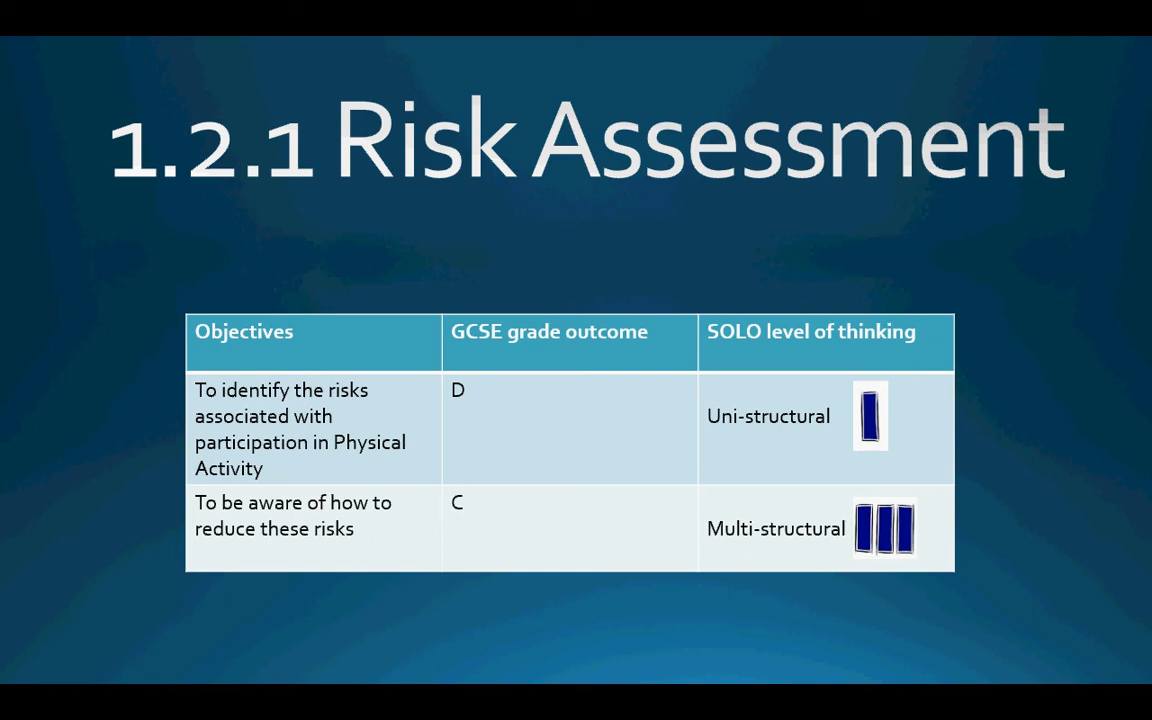 1.2.1 Risk Assessment
Objectives
GCSE grade outcome
SOLO level of thinking
To identify the risks
associated with
participation in Physical
Activity
D
Uni-structural
To be aware of how to
reduce these risks
C
Multi-structural